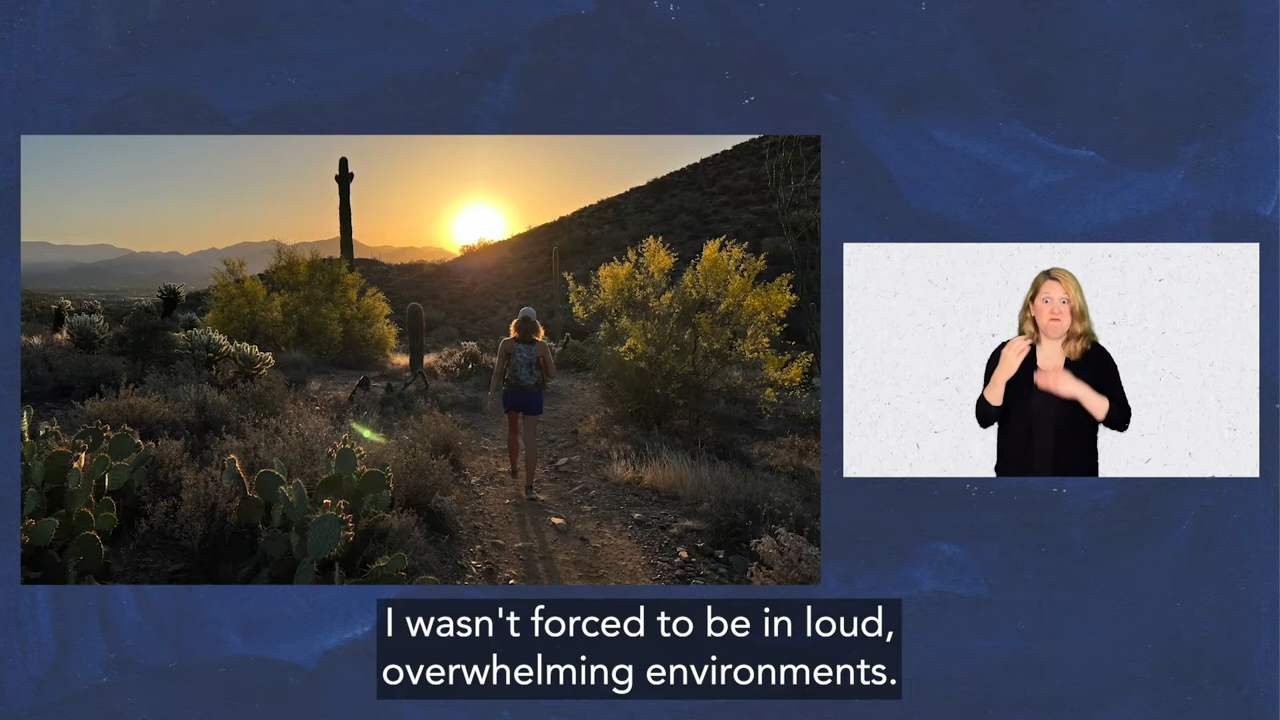 I wasn't forced to be in loud,
overwhelming environments.